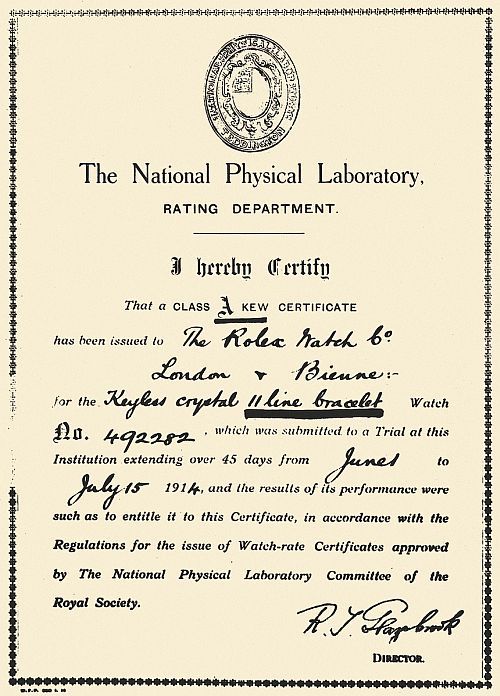 The National Physical Laboratory,
RATING DEPARTMENT.
I hereby Certify
That a CLASS A KEW CERTIFICATE
has been issued to The Rolex Watch Co
London & Bienne:-
for the Keyless crystal 11 line bracelet Watch
No. 492282, which was submitted to a Trial at this
Institution extending over 45 days from June 1 to
July 15 1914, and the results of its performance were
such as to entitle it to this Certificate, in accordance with the
Regulations for the issue of Watch-rate Certificates approved
by The National Physical Laboratory Committee of the
Royal Society.
R. T. Glazebrook
DIRECTOR.